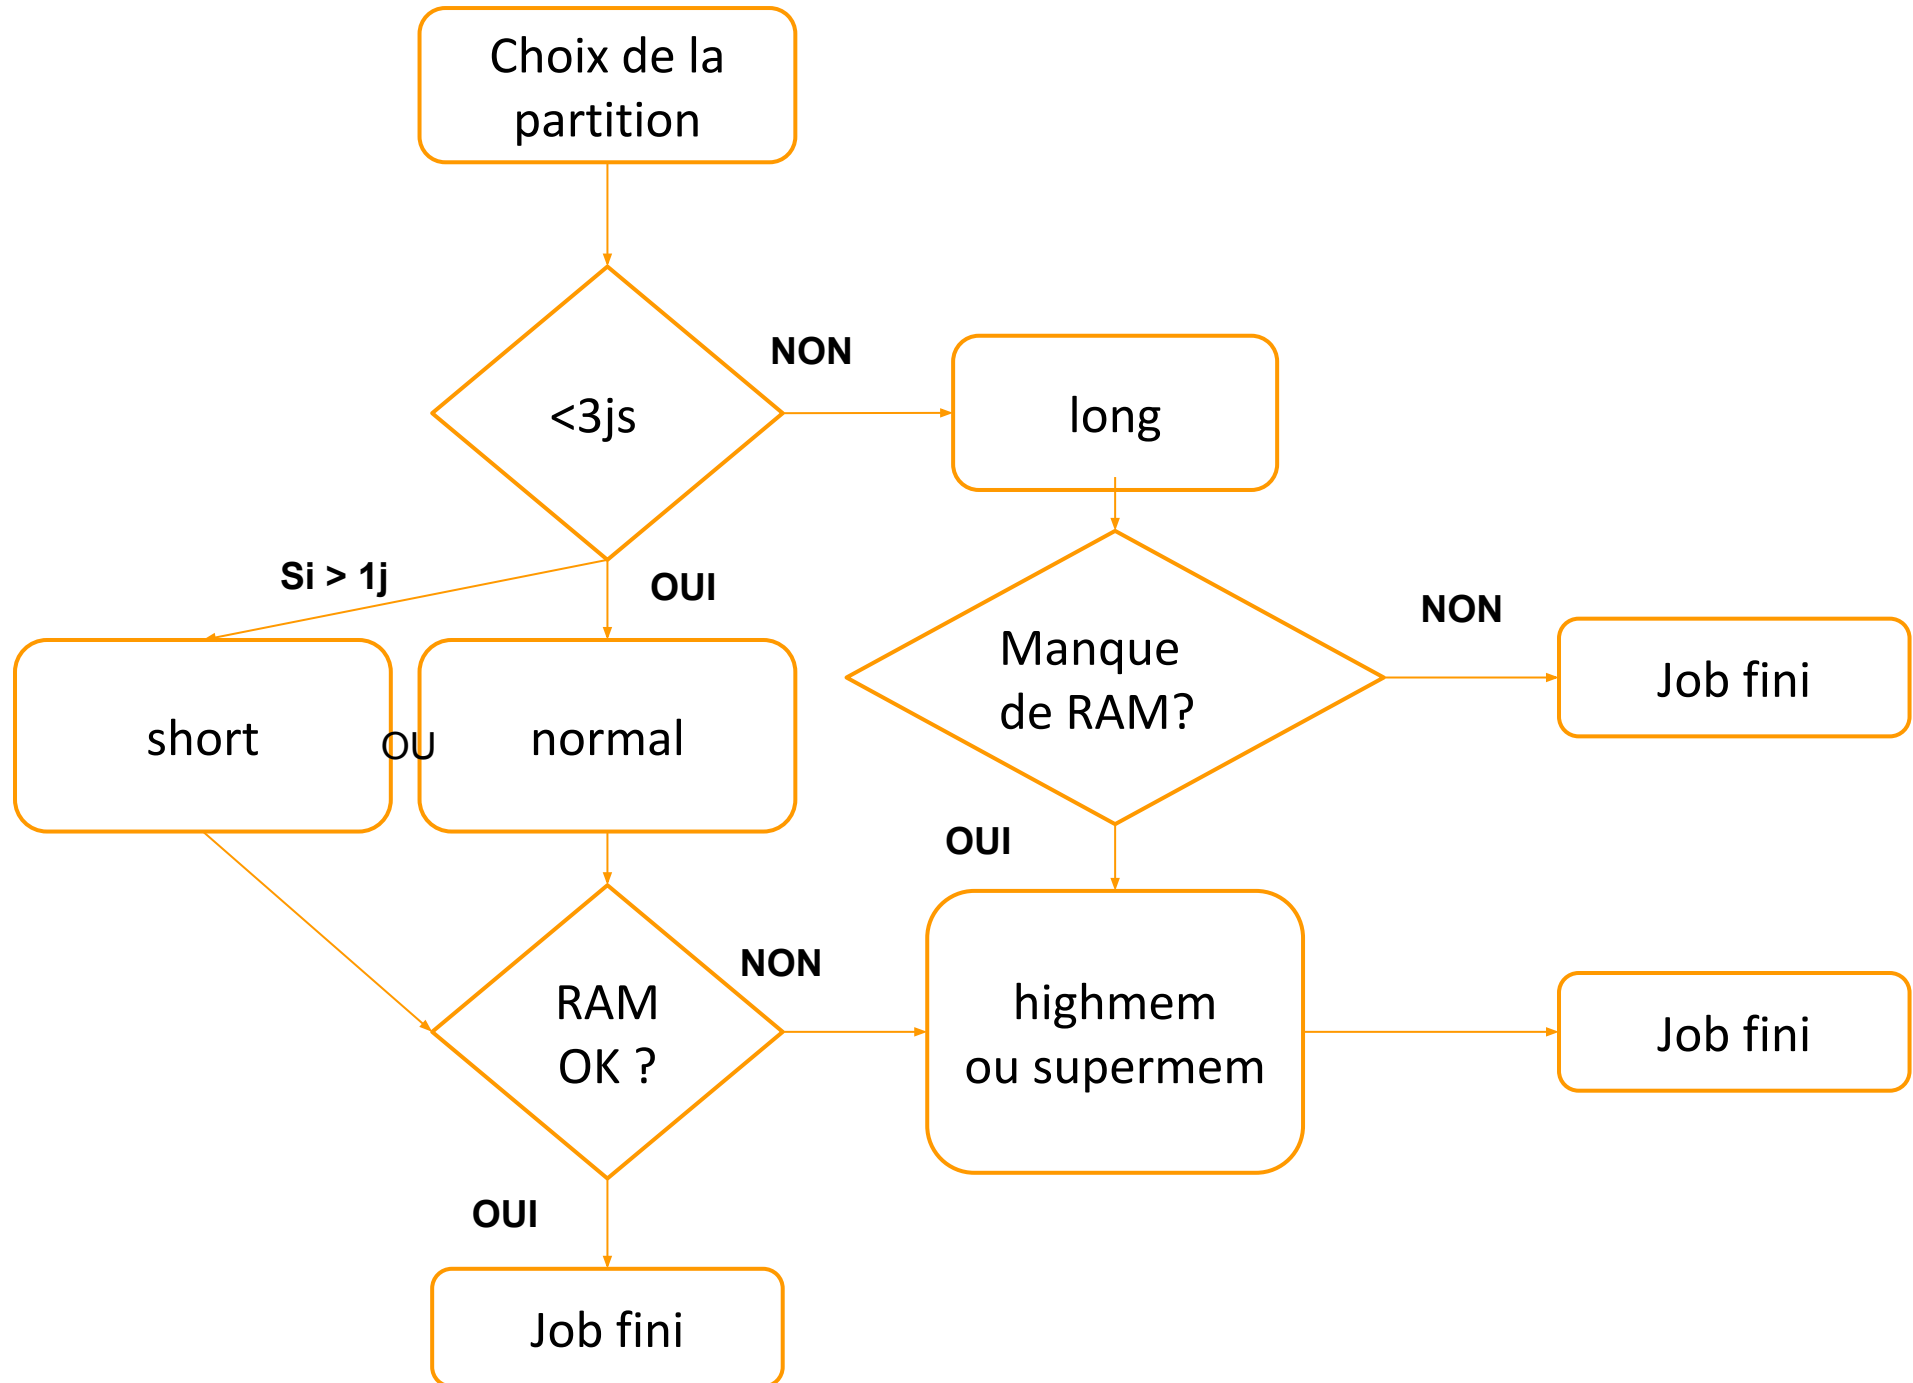 Choix de la
partition
<3js
NON
long
Si > 1j
OUI
short
OU
normal
Manque
de RAM?
NON
Job fini
OUI
RAM
OK ?
NON
highmem
ou supermem
Job fini
OUI
Job fini